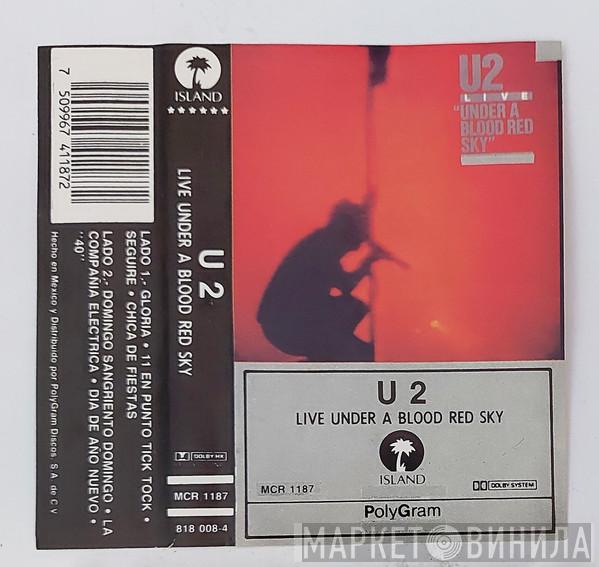 7 509967 411872
LADO 1,- GLORIA • 11 EN PUNTO TICK TOCK •
SEGUIRE • CHICA DE FIESTAS
LADO 2,- DOMINGO SANGRIENTO DOMINGO • LA
COMPAÑIA ELECTRICA • DIA DE AÑO NUEVO •
"40"
Hecho en Mexico y Distribuido por PolyGram Discos, S.A. de C.V.
ISLAND
U 2
LIVE UNDER A BLOOD RED SKY
DOLBY HX
MCR 1187
818 008-4
U2
LIVE
"UNDER A
BLOOD RED
SKY"
U 2
LIVE UNDER A BLOOD RED SKY
ISLAND
MCR 1187
DOLBY SYSTEM
PolyGram
МАРКЕТ ВИНИЛА